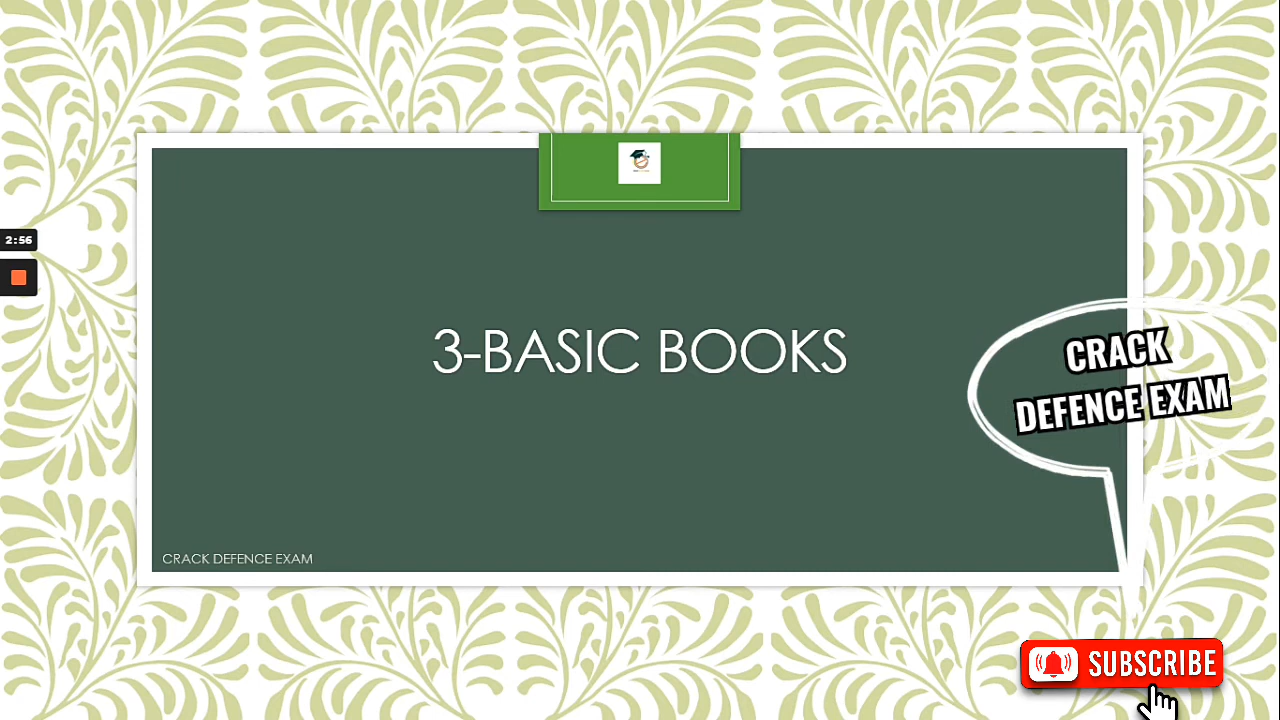 2:56
3-BASIC BOOKS
CRACK
DEFENCE EXAM
CRACK DEFENCE EXAM
SUBSCRIBE